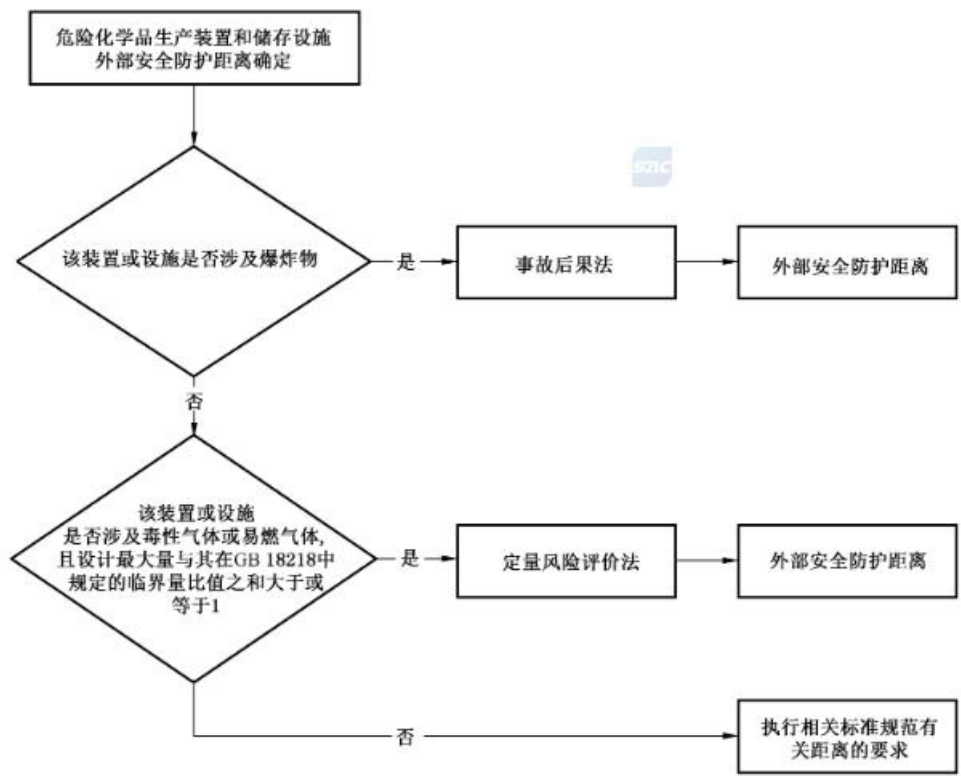 危险化学品生产装置和储存设施
外部安全防护距离确定
该装置或设施是否涉及爆炸物
是
事故后果法
外部安全防护距离
否
该装置或设施
是否涉及毒性气体或易燃气体,
且设计最大量与其在GB 18218中
规定的临界量比值之和大于或
等于1
是
定量风险评价法
外部安全防护距离
否
执行相关标准规范有
关距离的要求